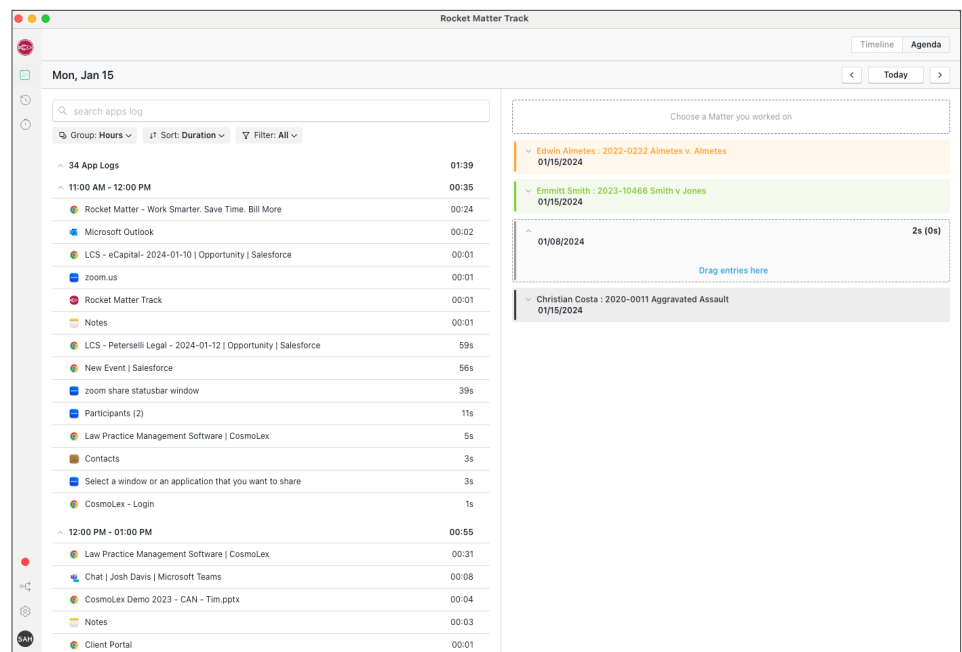 Rocket Matter Track
Timeline Agenda
Mon, Jan 15
< Today >
search apps log
Group: Hours Sort: Duration Filter: All
34 App Logs 01:39
11:00 AM - 12:00 PM 00:35
Rocket Matter - Work Smarter. Save Time. Bill More 00:24
Microsoft Outlook 00:02
LCS - eCapital- 2024-01-10 | Opportunity | Salesforce 00:01
zoom.us 00:01
Rocket Matter Track 00:01
Notes 00:01
LCS - Peterselli Legal - 2024-01-12 | Opportunity | Salesforce 59s
New Event | Salesforce 56s
zoom share statusbar window 39s
Participants (2) 11s
Law Practice Management Software | CosmoLex 5s
Contacts 3s
Select a window or an application that you want to share 3s
CosmoLex - Login 1s
12:00 PM - 01:00 PM 00:55
Law Practice Management Software | CosmoLex 00:31
Chat | Josh Davis | Microsoft Teams 00:08
CosmoLex Demo 2023 - CAN - Tim.pptx 00:04
Notes 00:03
Client Portal 00:01
Choose a Matter you worked on
Edwin Almetes : 2022-0232 Almetes v. Almetes
01/15/2024
Emmitt Smith : 2023-10466 Smith v Jones
01/15/2024
2s (0s)
01/08/2024
Drag entries here
Christian Costa : 2020-0011 Aggravated Assault
01/15/2024
SAH